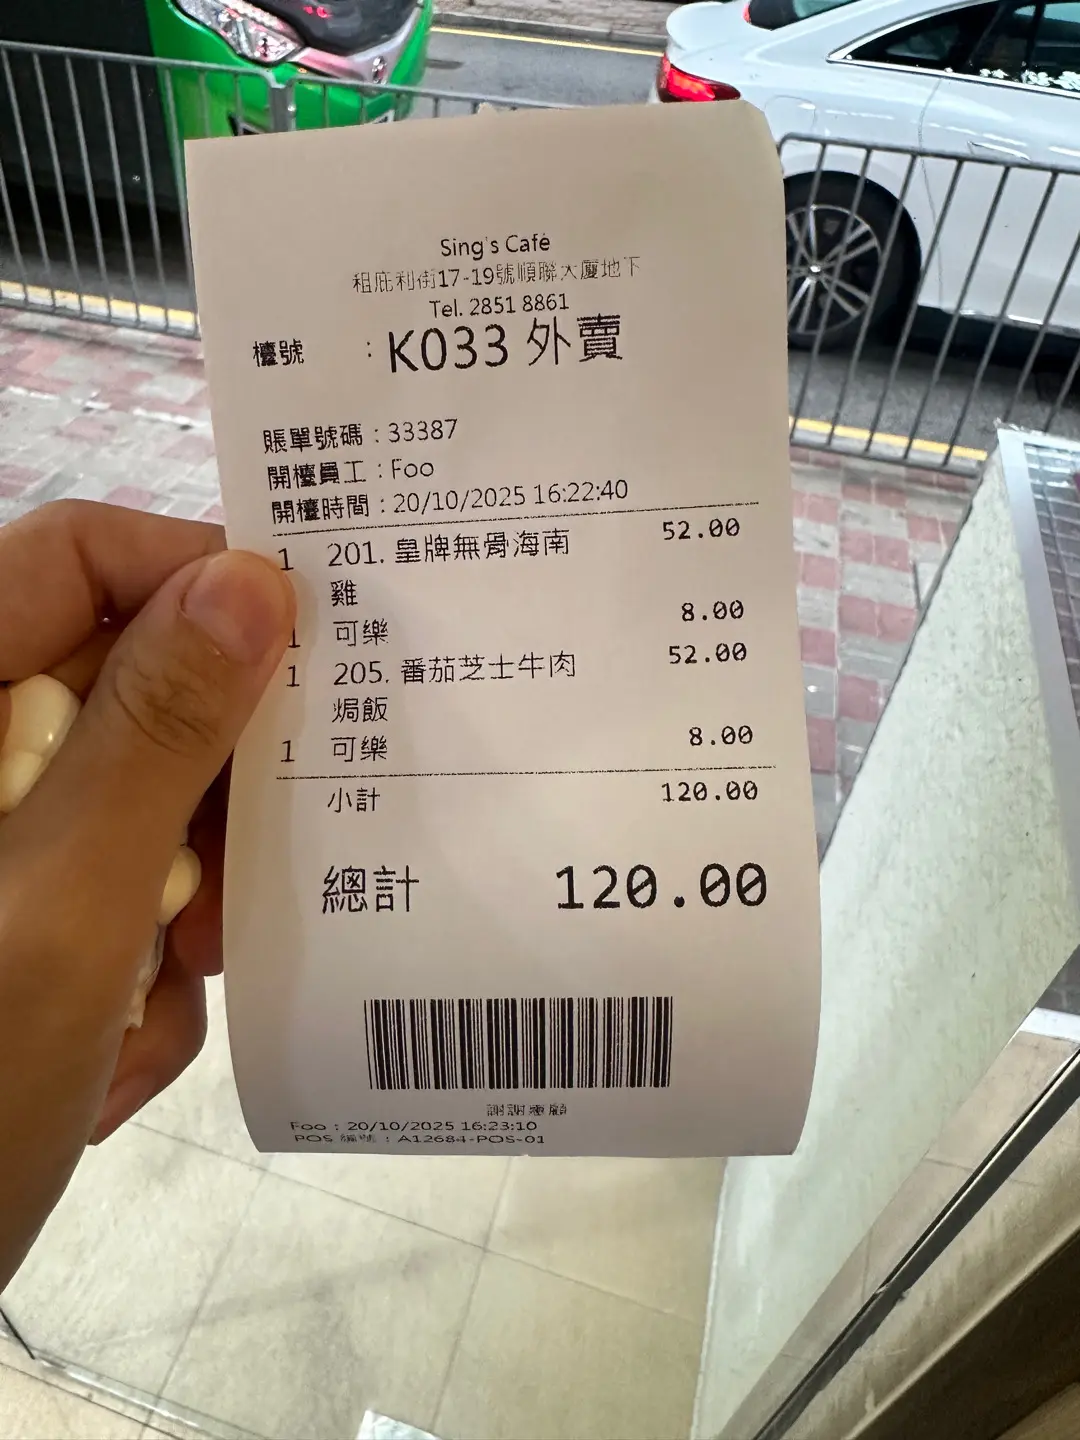 Sing's Café
租庇利街17-19號順聯大廈地下
Tel. 2851 8861
檯號 : K033 外賣
賬單號碼 : 33387
開檯員工 : Foo
開檯時間 : 20/10/2025 16:22:40
1 201. 皇牌無骨海南 52.00
雞
1 可樂 8.00
1 205. 番茄芝士牛肉 52.00
焗飯
1 可樂 8.00
小計 120.00
總計 120.00
謝謝惠顧
Foo : 20/10/2025 16:23:10
POS 編號 : A12684-POS-01